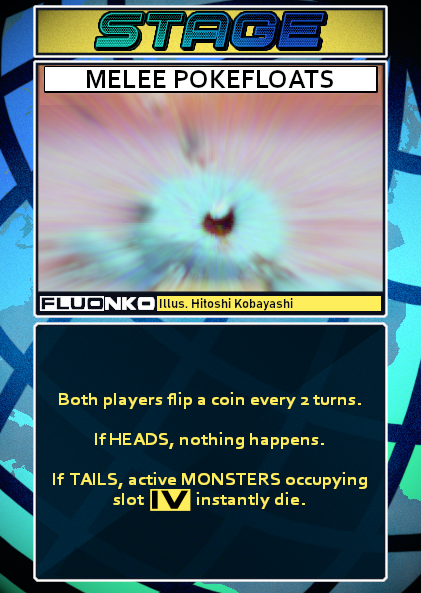 STAGE
MELEE POKEFLOATS
FLUONKO Illus. Hitoshi Kobayashi
Both players flip a coin every 2 turns.
If HEADS, nothing happens.
If TAILS, active MONSTERS occupying
slot IV instantly die.